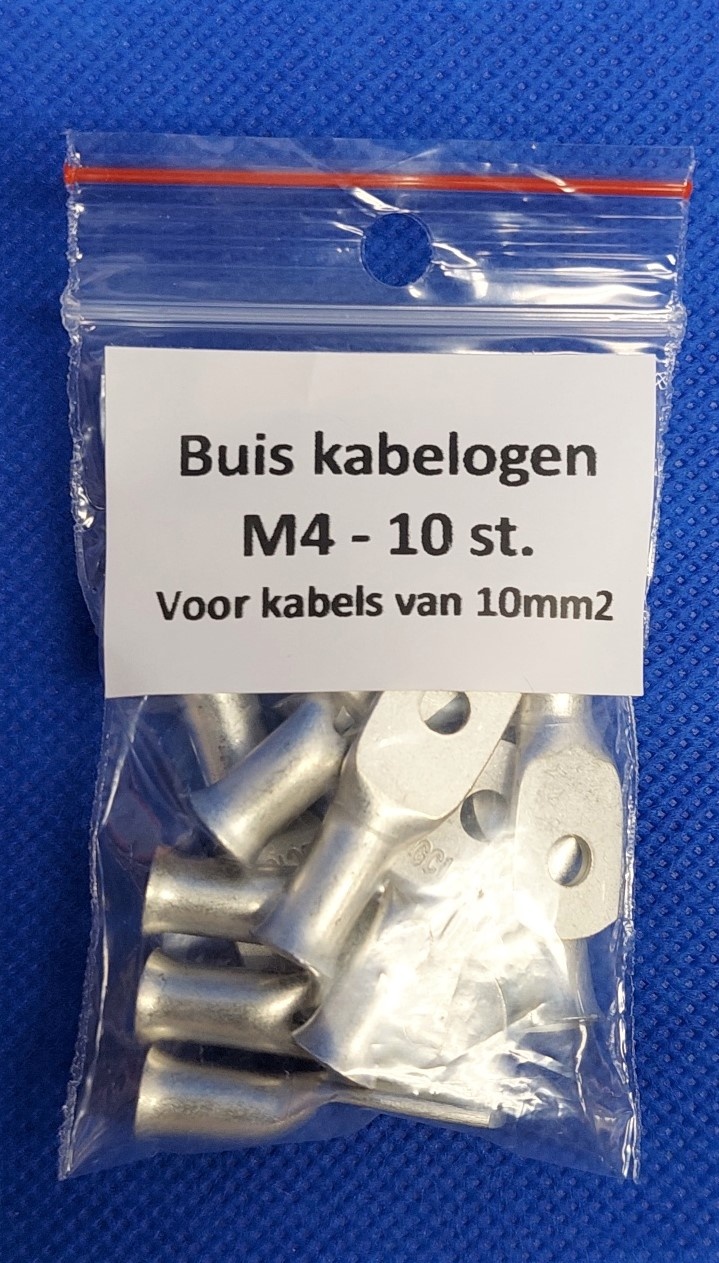 Buis kabelogen
M4 - 10 st.
Voor kabels van 10mm2